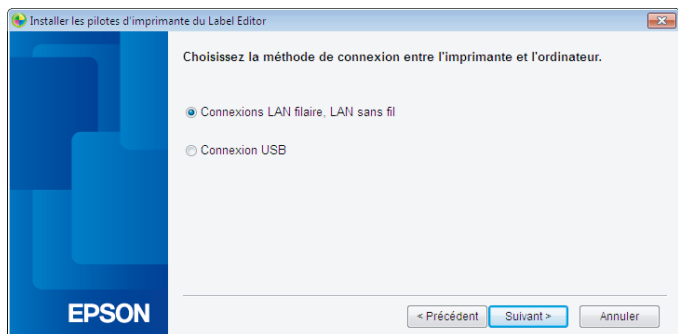 Installer les pilotes d'imprimante du Label Editor
Choisissez la méthode de connexion entre l'imprimante et l'ordinateur.
Connexions LAN filaire, LAN sans fil
Connexion USB
EPSON
< Précédent Suivant > Annuler